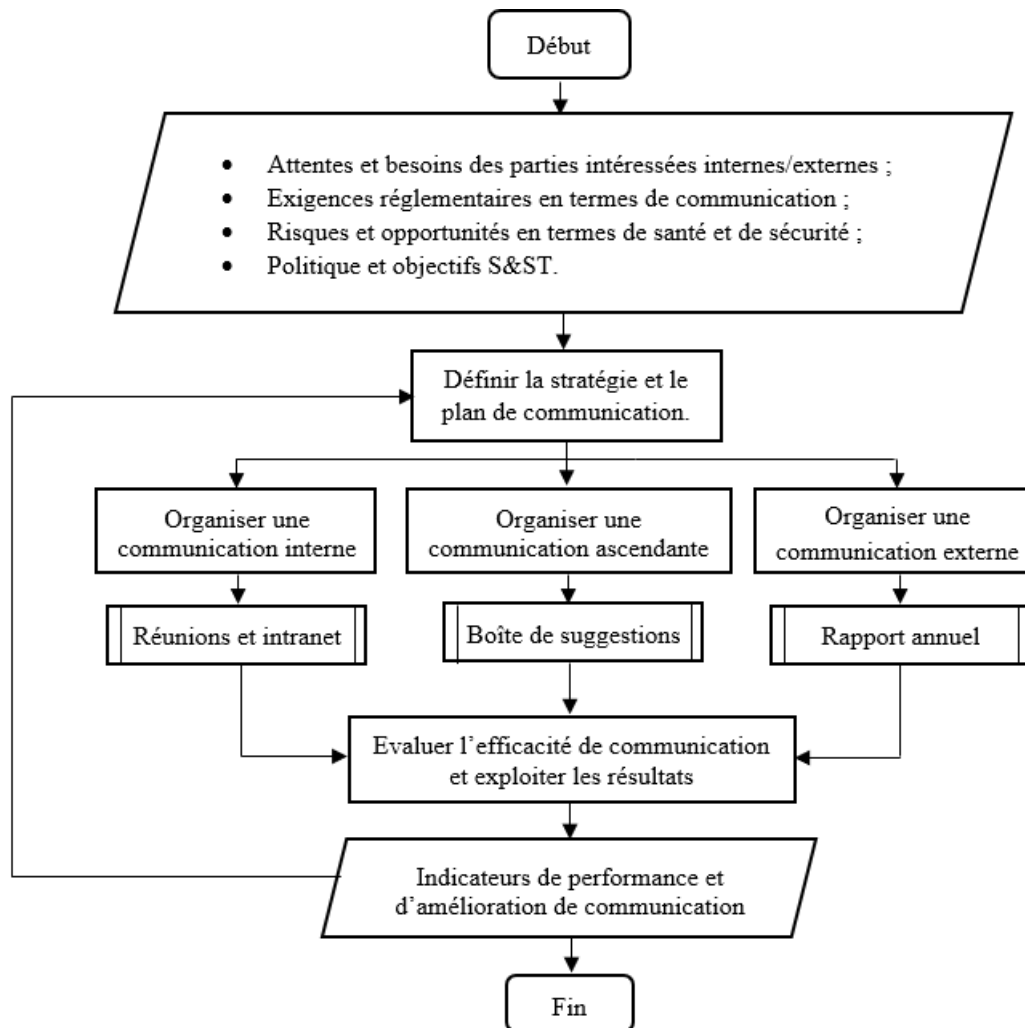 Début
• Attentes et besoins des parties intéressées internes/externes ;
• Exigences réglementaires en termes de communication ;
• Risques et opportunités en termes de santé et de sécurité ;
• Politique et objectifs S&ST.
Définir la stratégie et le
plan de communication.
Organiser une
communication interne
Organiser une
communication ascendante
Organiser une
communication externe
Réunions et intranet
Boîte de suggestions
Rapport annuel
Evaluer l’efficacité de communication
et exploiter les résultats
Indicateurs de performance et
d’amélioration de communication
Fin